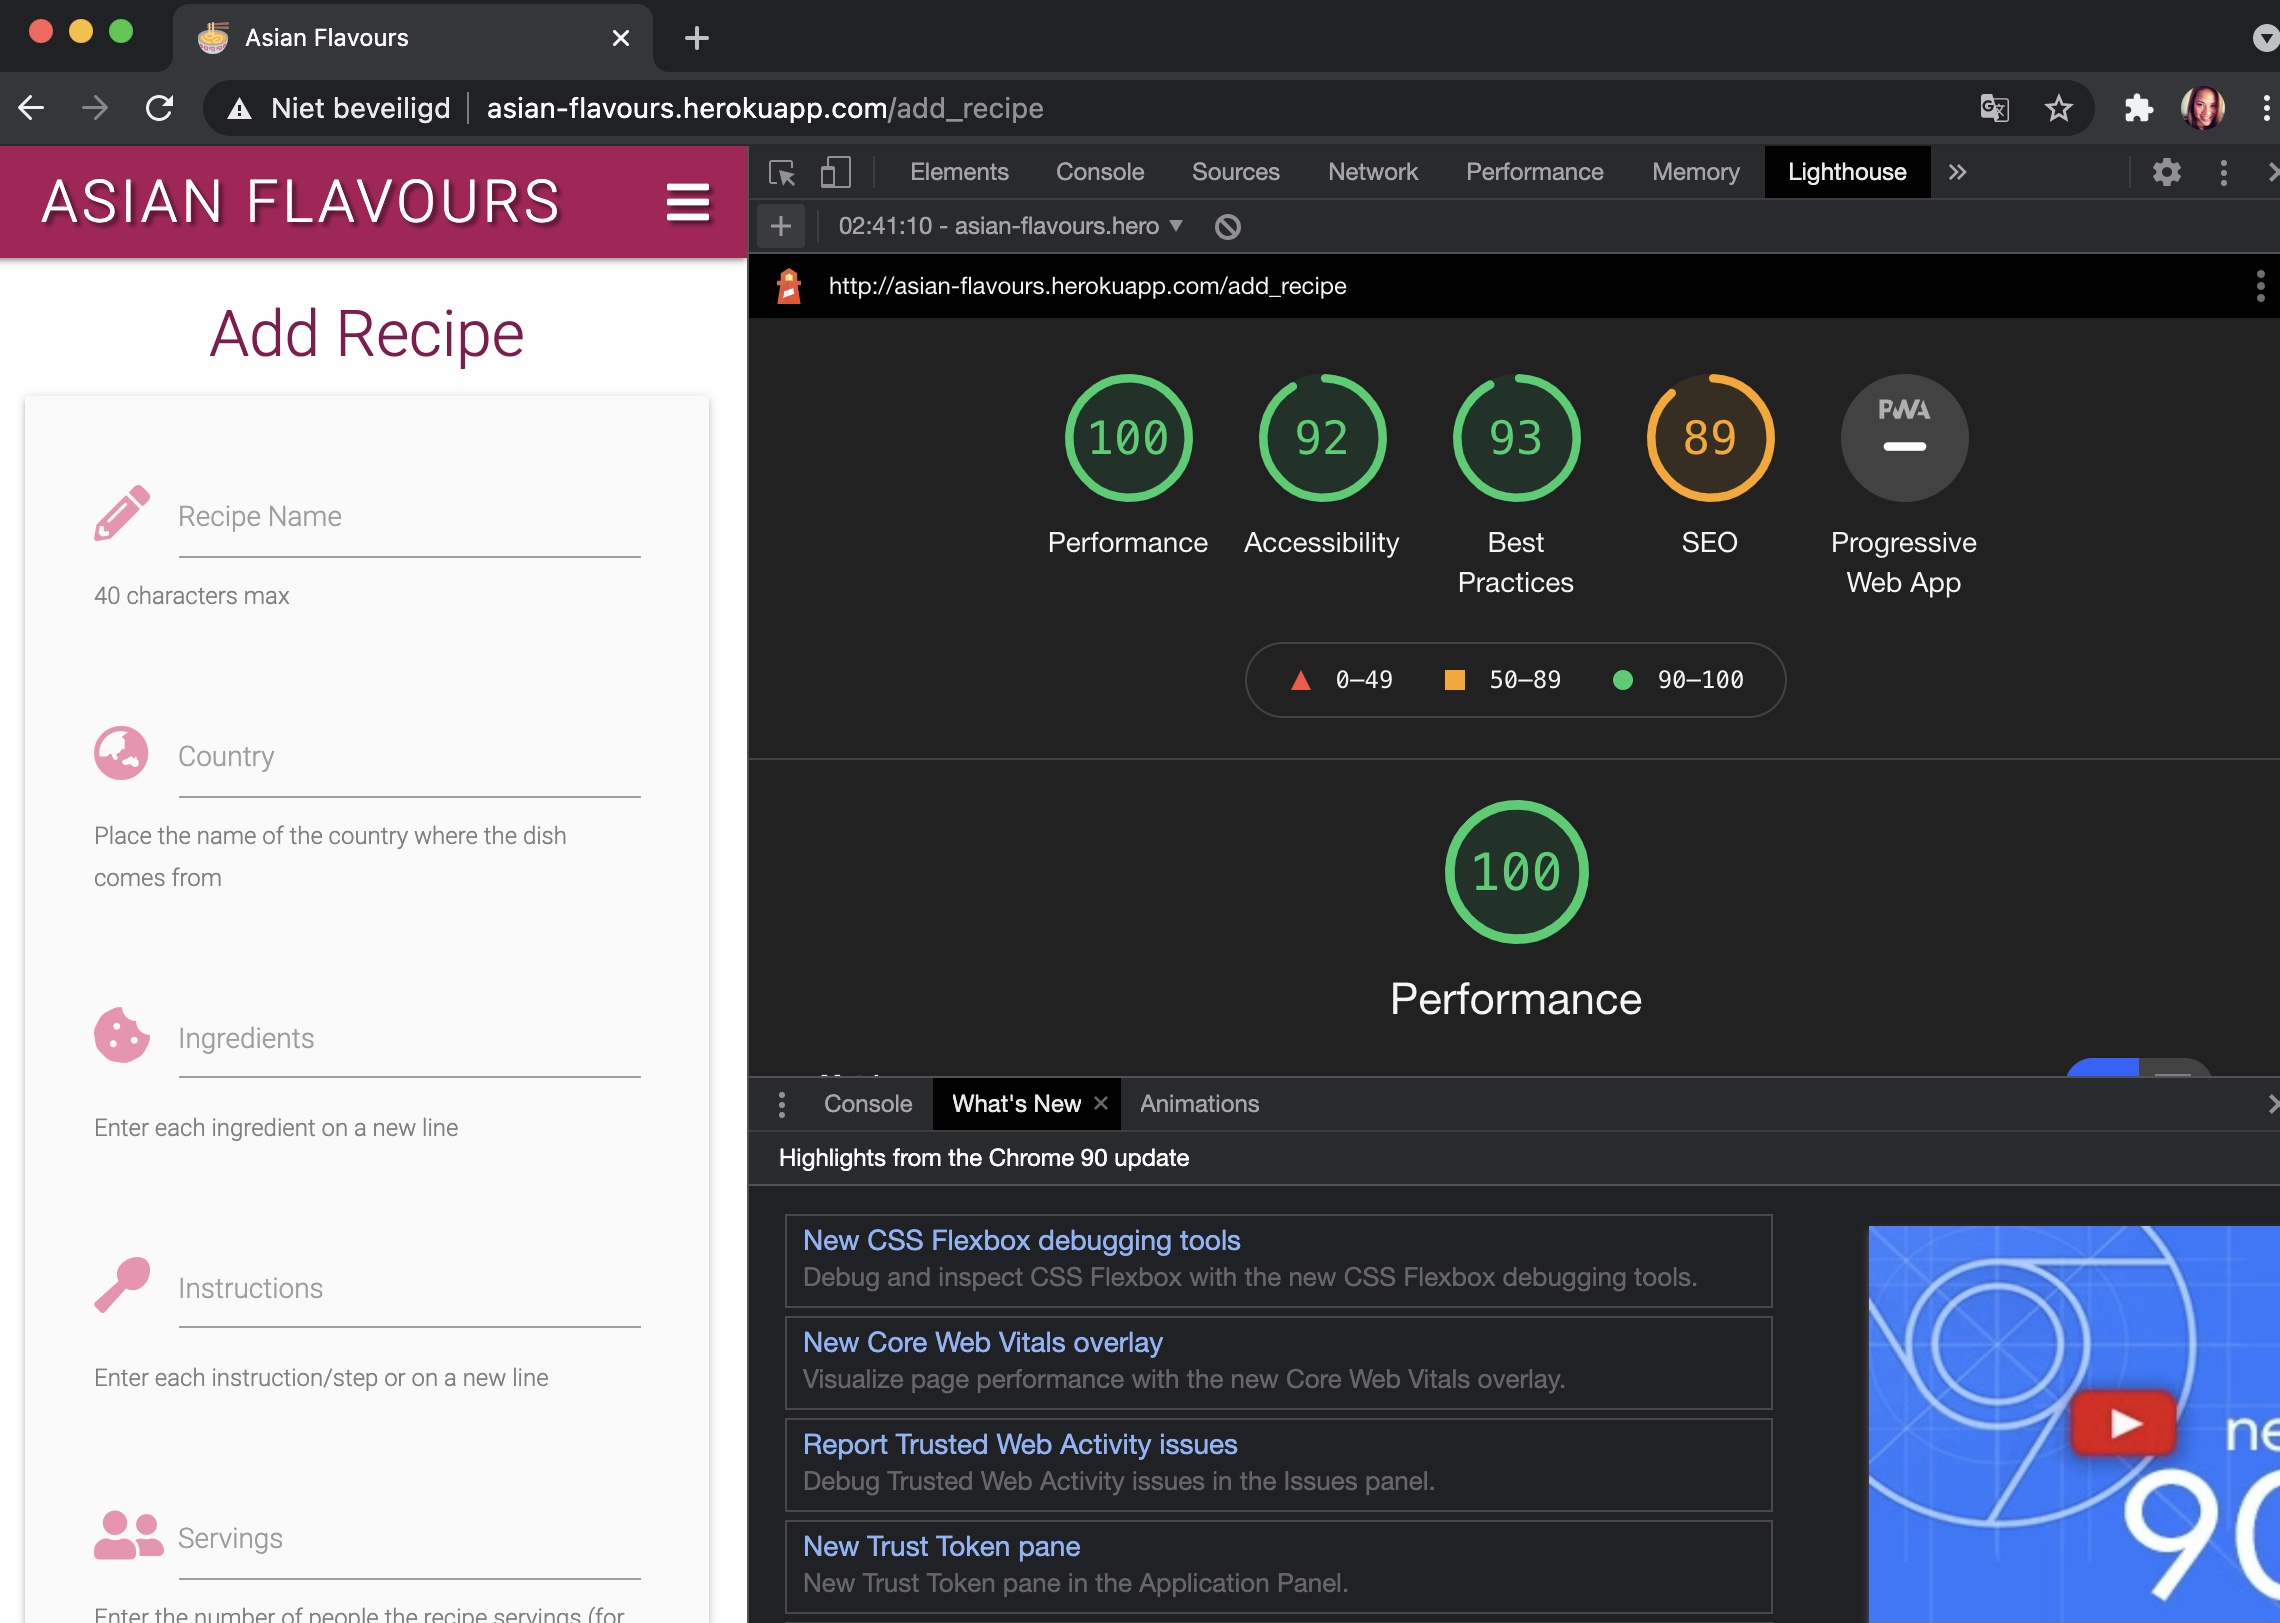 Asian Flavours
Niet beveiligd
asian-flavours.herokuapp.com/add_recipe
ASIAN FLAVOURS
Add Recipe
Recipe Name
40 characters max
Country
Place the name of the country where the dish
comes from
Ingredients
Enter each ingredient on a new line
Instructions
Enter each instruction/step or on a new line
Servings
Enter the number of people the recipe servings (for
Elements Console Sources Network Performance Memory Lighthouse
02:41:10 - asian-flavours.hero
http://asian-flavours.herokuapp.com/add_recipe
100 92 93 89 PWA
Performance Accessibility Best Practices SEO Progressive Web App
0–49 50–89 90–100
100
Performance
Console What's New Animations
Highlights from the Chrome 90 update
New CSS Flexbox debugging tools
Debug and inspect CSS Flexbox with the new CSS Flexbox debugging tools.
New Core Web Vitals overlay
Visualize page performance with the new Core Web Vitals overlay.
Report Trusted Web Activity issues
Debug Trusted Web Activity issues in the Issues panel.
New Trust Token pane
New Trust Token pane in the Application Panel.
90